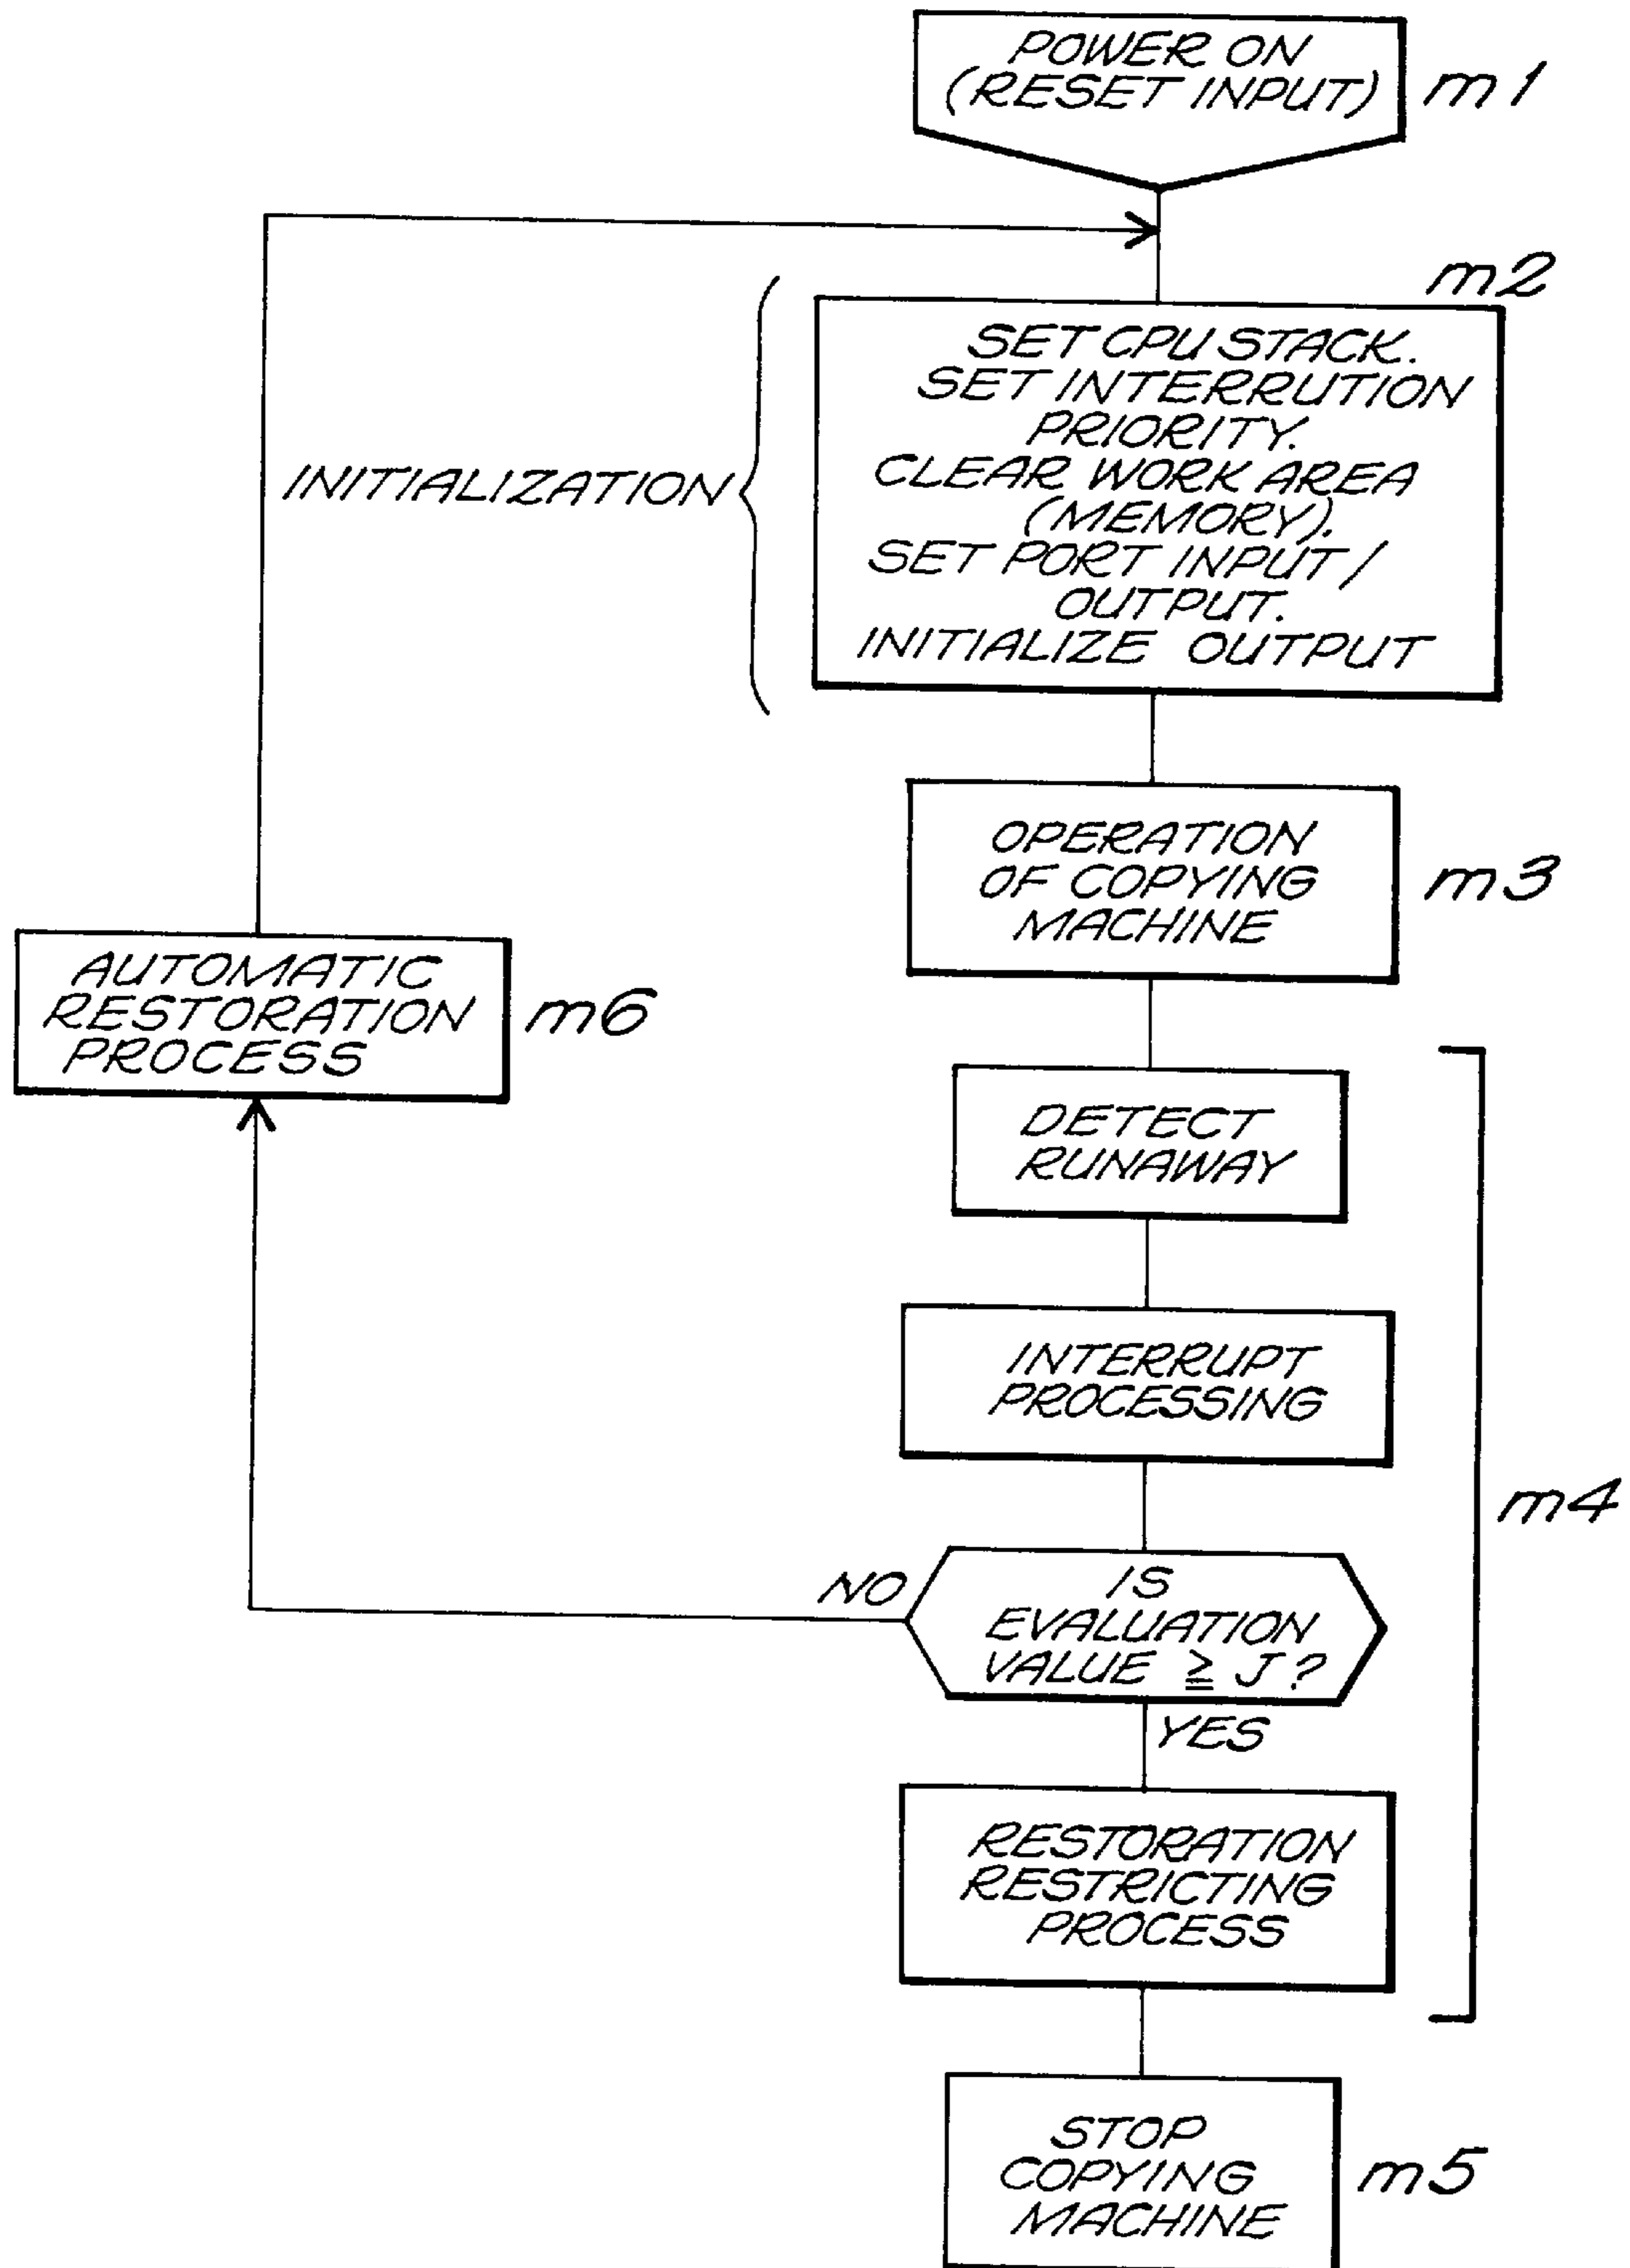 POWER ON
(RESET INPUT)
m1
m2
SET CPU STACK.
SET INTERRUTION
PRIORITY.
CLEAR WORK AREA
(MEMORY).
SET PORT INPUT/
OUTPUT.
INITIALIZE OUTPUT
INITIALIZATION
OPERATION
OF COPYING
MACHINE
m3
AUTOMATIC
RESTORATION
PROCESS
m6
DETECT
RUNAWAY
INTERRUPT
PROCESSING
m4
NO
IS
EVALUATION
VALUE ≧ J?
YES
RESTORATION
RESTRICTING
PROCESS
STOP
COPYING
MACHINE
m5